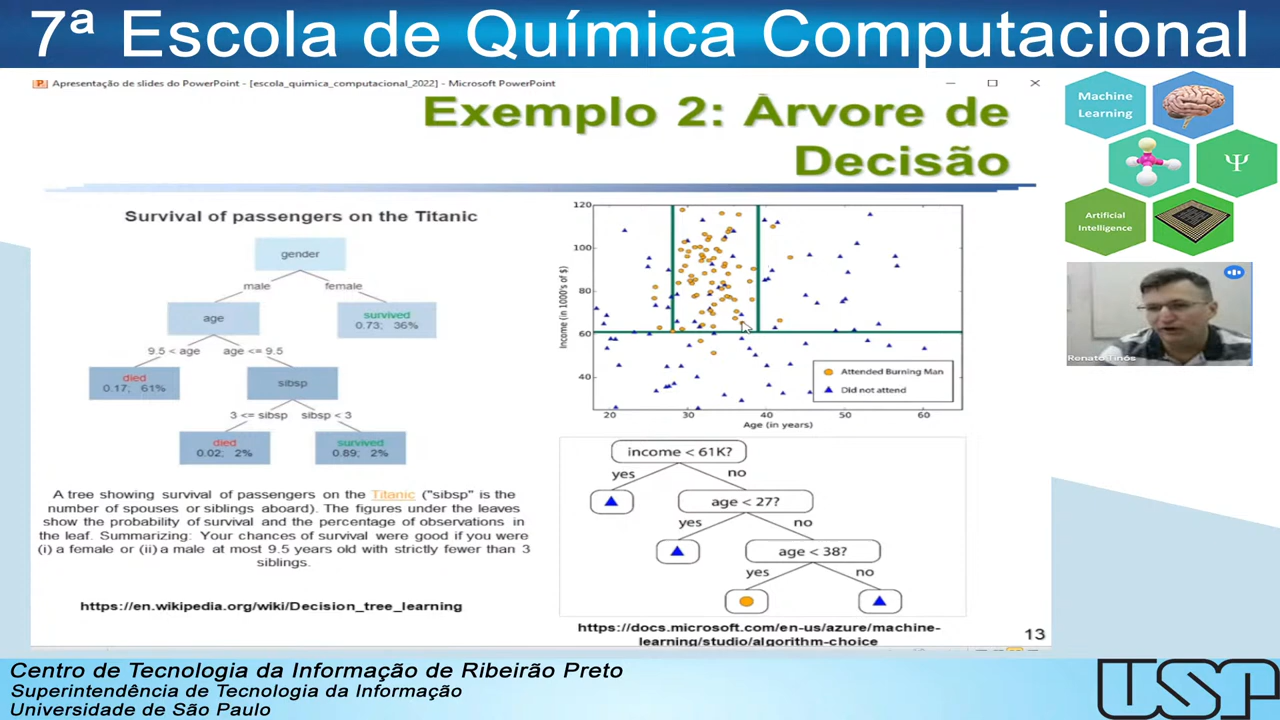 7ª Escola de Química Computacional
Apresentação de slides do PowerPoint - [escola_quimica_computacional_2022] - Microsoft PowerPoint
Exemplo 2: Árvore de
Decisão
Survival of passengers on the Titanic
gender
male female
age
survived
0.73; 36%
9.5 < age age <= 9.5
died
0.17; 61%
sibsp
3 <= sibsp sibsp < 3
died
0.02; 2%
survived
0.89; 2%
A tree showing survival of passengers on the Titanic ("sibsp" is the
number of spouses or siblings aboard). The figures under the leaves
show the probability of survival and the percentage of observations in
the leaf. Summarizing: Your chances of survival were good if you were
(i) a female or (ii) a male at most 9.5 years old with strictly fewer than 3
siblings.
https://en.wikipedia.org/wiki/Decision_tree_learning
120
100
80
60
40
Income (in 1000's of $)
20 30 40 50 60
Age (in years)
Attended Burning Man
Did not attend
income < 61K?
yes no
age < 27?
yes no
age < 38?
yes no
https://docs.microsoft.com/en-us/azure/machine-
learning/studio/algorithm-choice
13
Machine
Learning
Ψ
Artificial
Intelligence
Renato Tinós
Centro de Tecnologia da Informação de Ribeirão Preto
Superintendência de Tecnologia da Informação
Universidade de São Paulo
USP